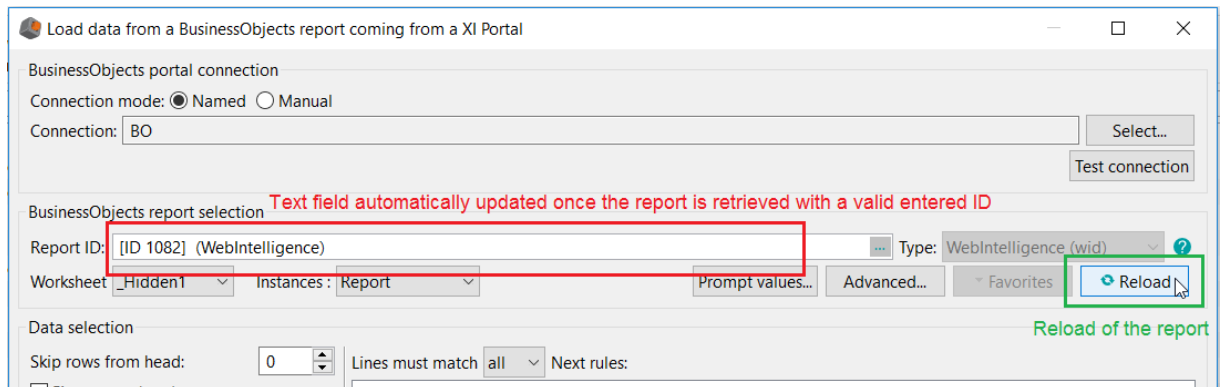 Load data from a BusinessObjects report coming from a XI Portal
BusinessObjects portal connection
Connection mode: Named Manual
Connection: BO Select...
Test connection
Text field automatically updated once the report is retrieved with a valid entered ID
BusinessObjects report selection
Report ID: [ID 1082] (WebIntelligence) ... Type: WebIntelligence (wid) ?
Worksheet _Hidden1 Instances : Report Prompt values... Advanced... Favorites Reload
Reload of the report
Data selection
Skip rows from head: 0 Lines must match all Next rules: